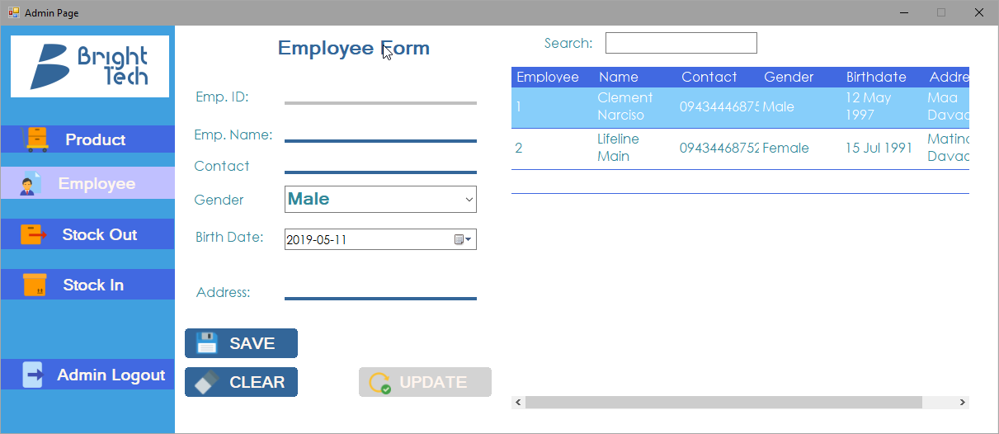 Admin Page
Bright
Tech
Product
Employee
Stock Out
Stock In
Admin Logout
Employee Form
Emp. ID:
Emp. Name:
Contact
Gender
Male
Birth Date:
2019-05-11
Address:
SAVE
CLEAR
UPDATE
Search:
Employee Name Contact Gender Birthdate Addre
1 Clement Narciso 09434446875 Male 12 May 1997 Maa Davao
2 Lifeline Main 09434468752 Female 15 Jul 1991 Matina Davao